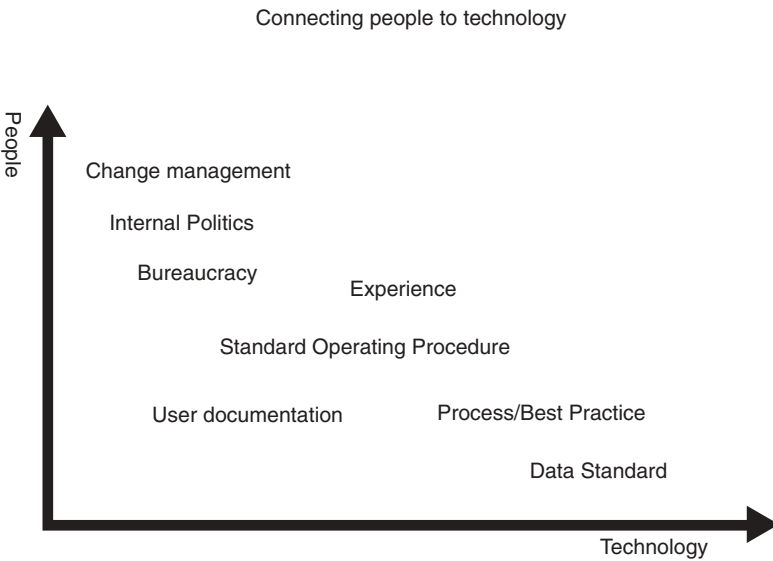 Connecting people to technology
People
Change management
Internal Politics
Bureaucracy
Experience
Standard Operating Procedure
User documentation
Process/Best Practice
Data Standard
Technology